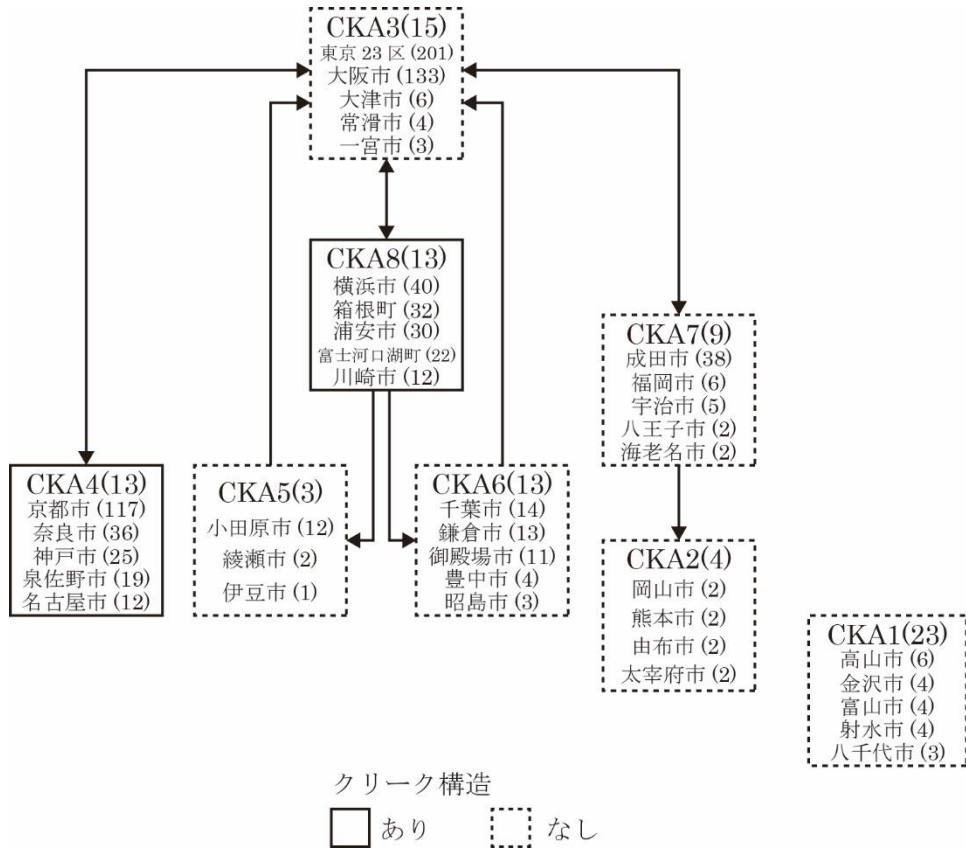 CKA3(15)
東京 23 区 (201)
大阪市 (133)
大津市 (6)
常滑市 (4)
一宮市 (3)
CKA8(13)
横浜市 (40)
箱根町 (32)
浦安市 (30)
富士河口湖町 (22)
川崎市 (12)
CKA7(9)
成田市 (38)
福岡市 (6)
宇治市 (5)
八王子市 (2)
海老名市 (2)
CKA4(13)
京都市 (117)
奈良市 (36)
神戸市 (25)
泉佐野市 (19)
名古屋市 (12)
CKA5(3)
小田原市 (12)
綾瀬市 (2)
伊豆市 (1)
CKA6(13)
千葉市 (14)
鎌倉市 (13)
御殿場市 (11)
豊中市 (4)
昭島市 (3)
CKA2(4)
岡山市 (2)
熊本市 (2)
由布市 (2)
太宰府市 (2)
CKA1(23)
高山市 (6)
金沢市 (4)
富山市 (4)
射水市 (4)
八千代市 (3)
クリーク構造
あり
なし